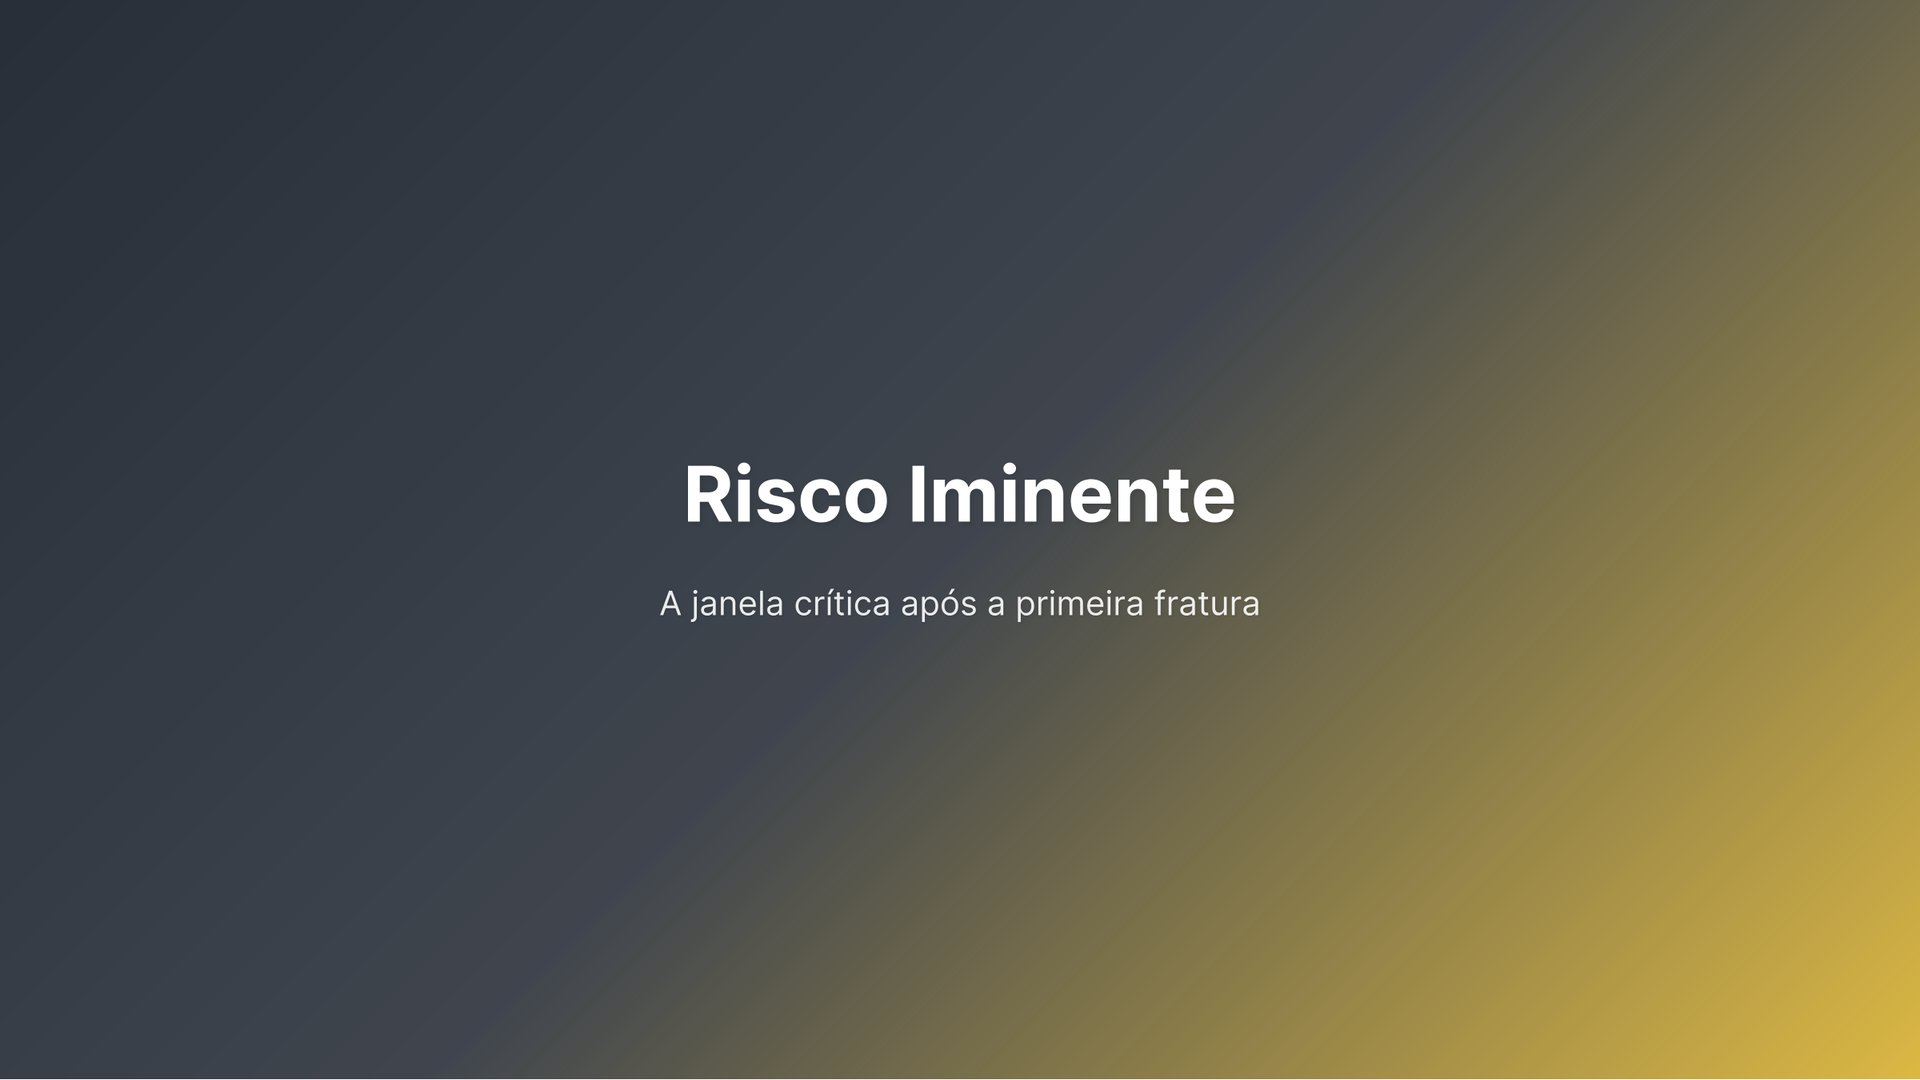 Risco Iminente
A janela crítica após a primeira fratura